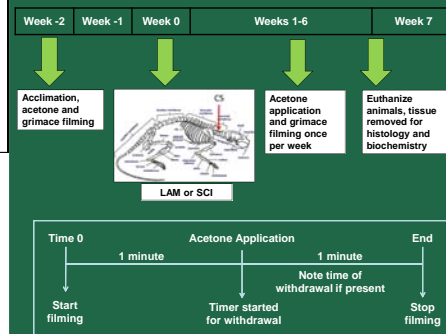 Week -2
Week -1
Week 0
Weeks 1-6
Week 7
Acclimation,
acetone and
grimace filming
C5
LAM or SCI
Acetone
application
and grimace
filming once
per week
Euthanize
animals, tissue
removed for
histology and
biochemistry
Time 0
Acetone Application
End
1 minute
1 minute
Note time of
withdrawal if present
Start
filming
Timer started
for withdrawal
Stop
filming